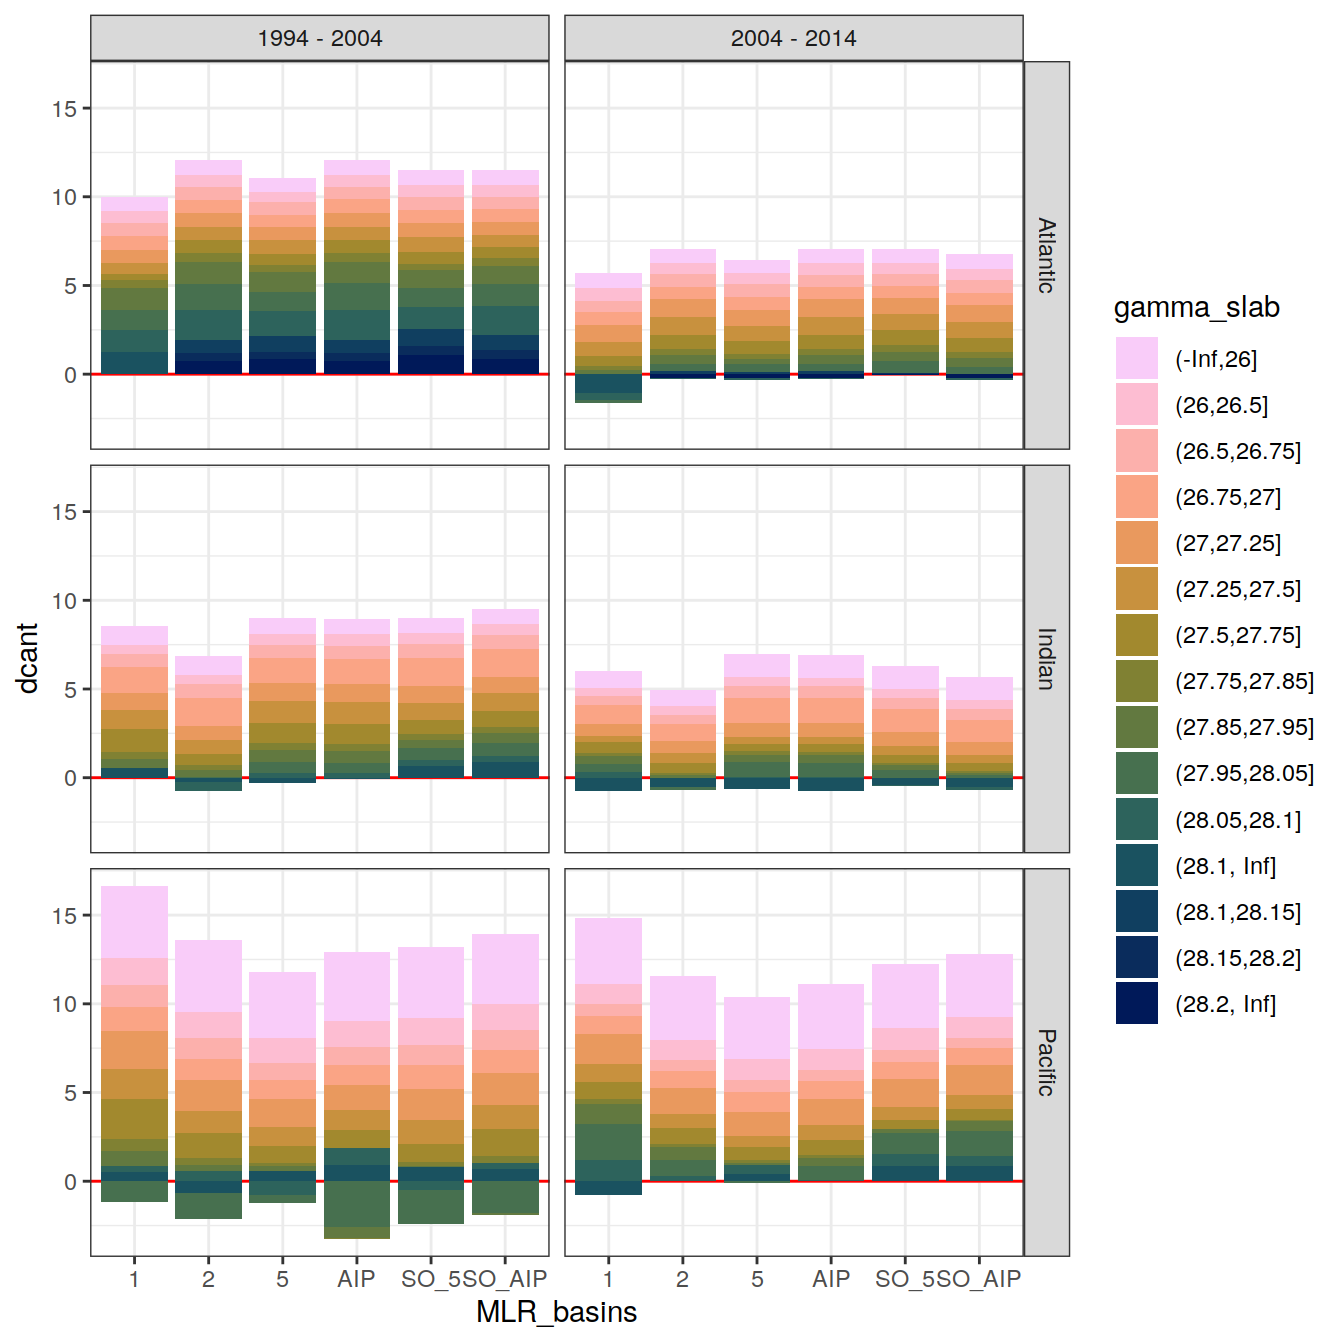 1994 - 2004
2004 - 2014
15
10
5
0
Atlantic
15
10
5
0
Indian
15
10
5
0
Pacific
dcant
1 2 5 AIP SO_5 SO_AIP
1 2 5 AIP SO_5 SO_AIP
MLR_basins
gamma_slab
(-Inf,26]
(26,26.5]
(26.5,26.75]
(26.75,27]
(27,27.25]
(27.25,27.5]
(27.5,27.75]
(27.75,27.85]
(27.85,27.95]
(27.95,28.05]
(28.05,28.1]
(28.1, Inf]
(28.1,28.15]
(28.15,28.2]
(28.2, Inf]